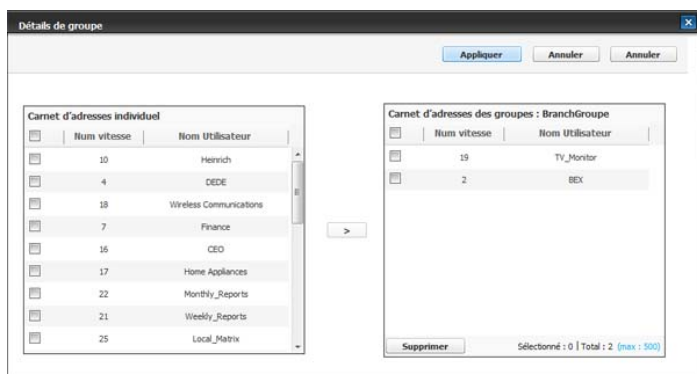 Détails de groupe
Appliquer Annuler Annuler
Carnet d'adresses individuel
Num vitesse Nom Utilisateur
10 Heinrich
4 DEDE
18 Wireless Communications
7 Finance
16 CEO
17 Home Appliances
22 Monthly_Reports
21 Weekly_Reports
25 Local_Matrix
>
Carnet d'adresses des groupes : BranchGroupe
Num vitesse Nom Utilisateur
19 TV_Monitor
2 BEX
Supprimer Sélectionné : 0 | Total : 2 (max : 500)